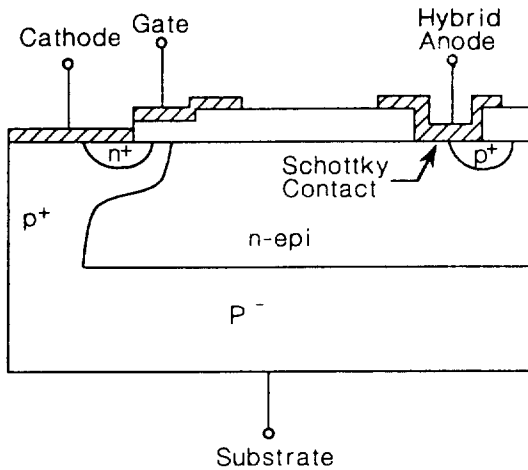 Cathode
Gate
Hybrid
Anode
n+
p+
Schottky
Contact
p+
n-epi
P -
Substrate